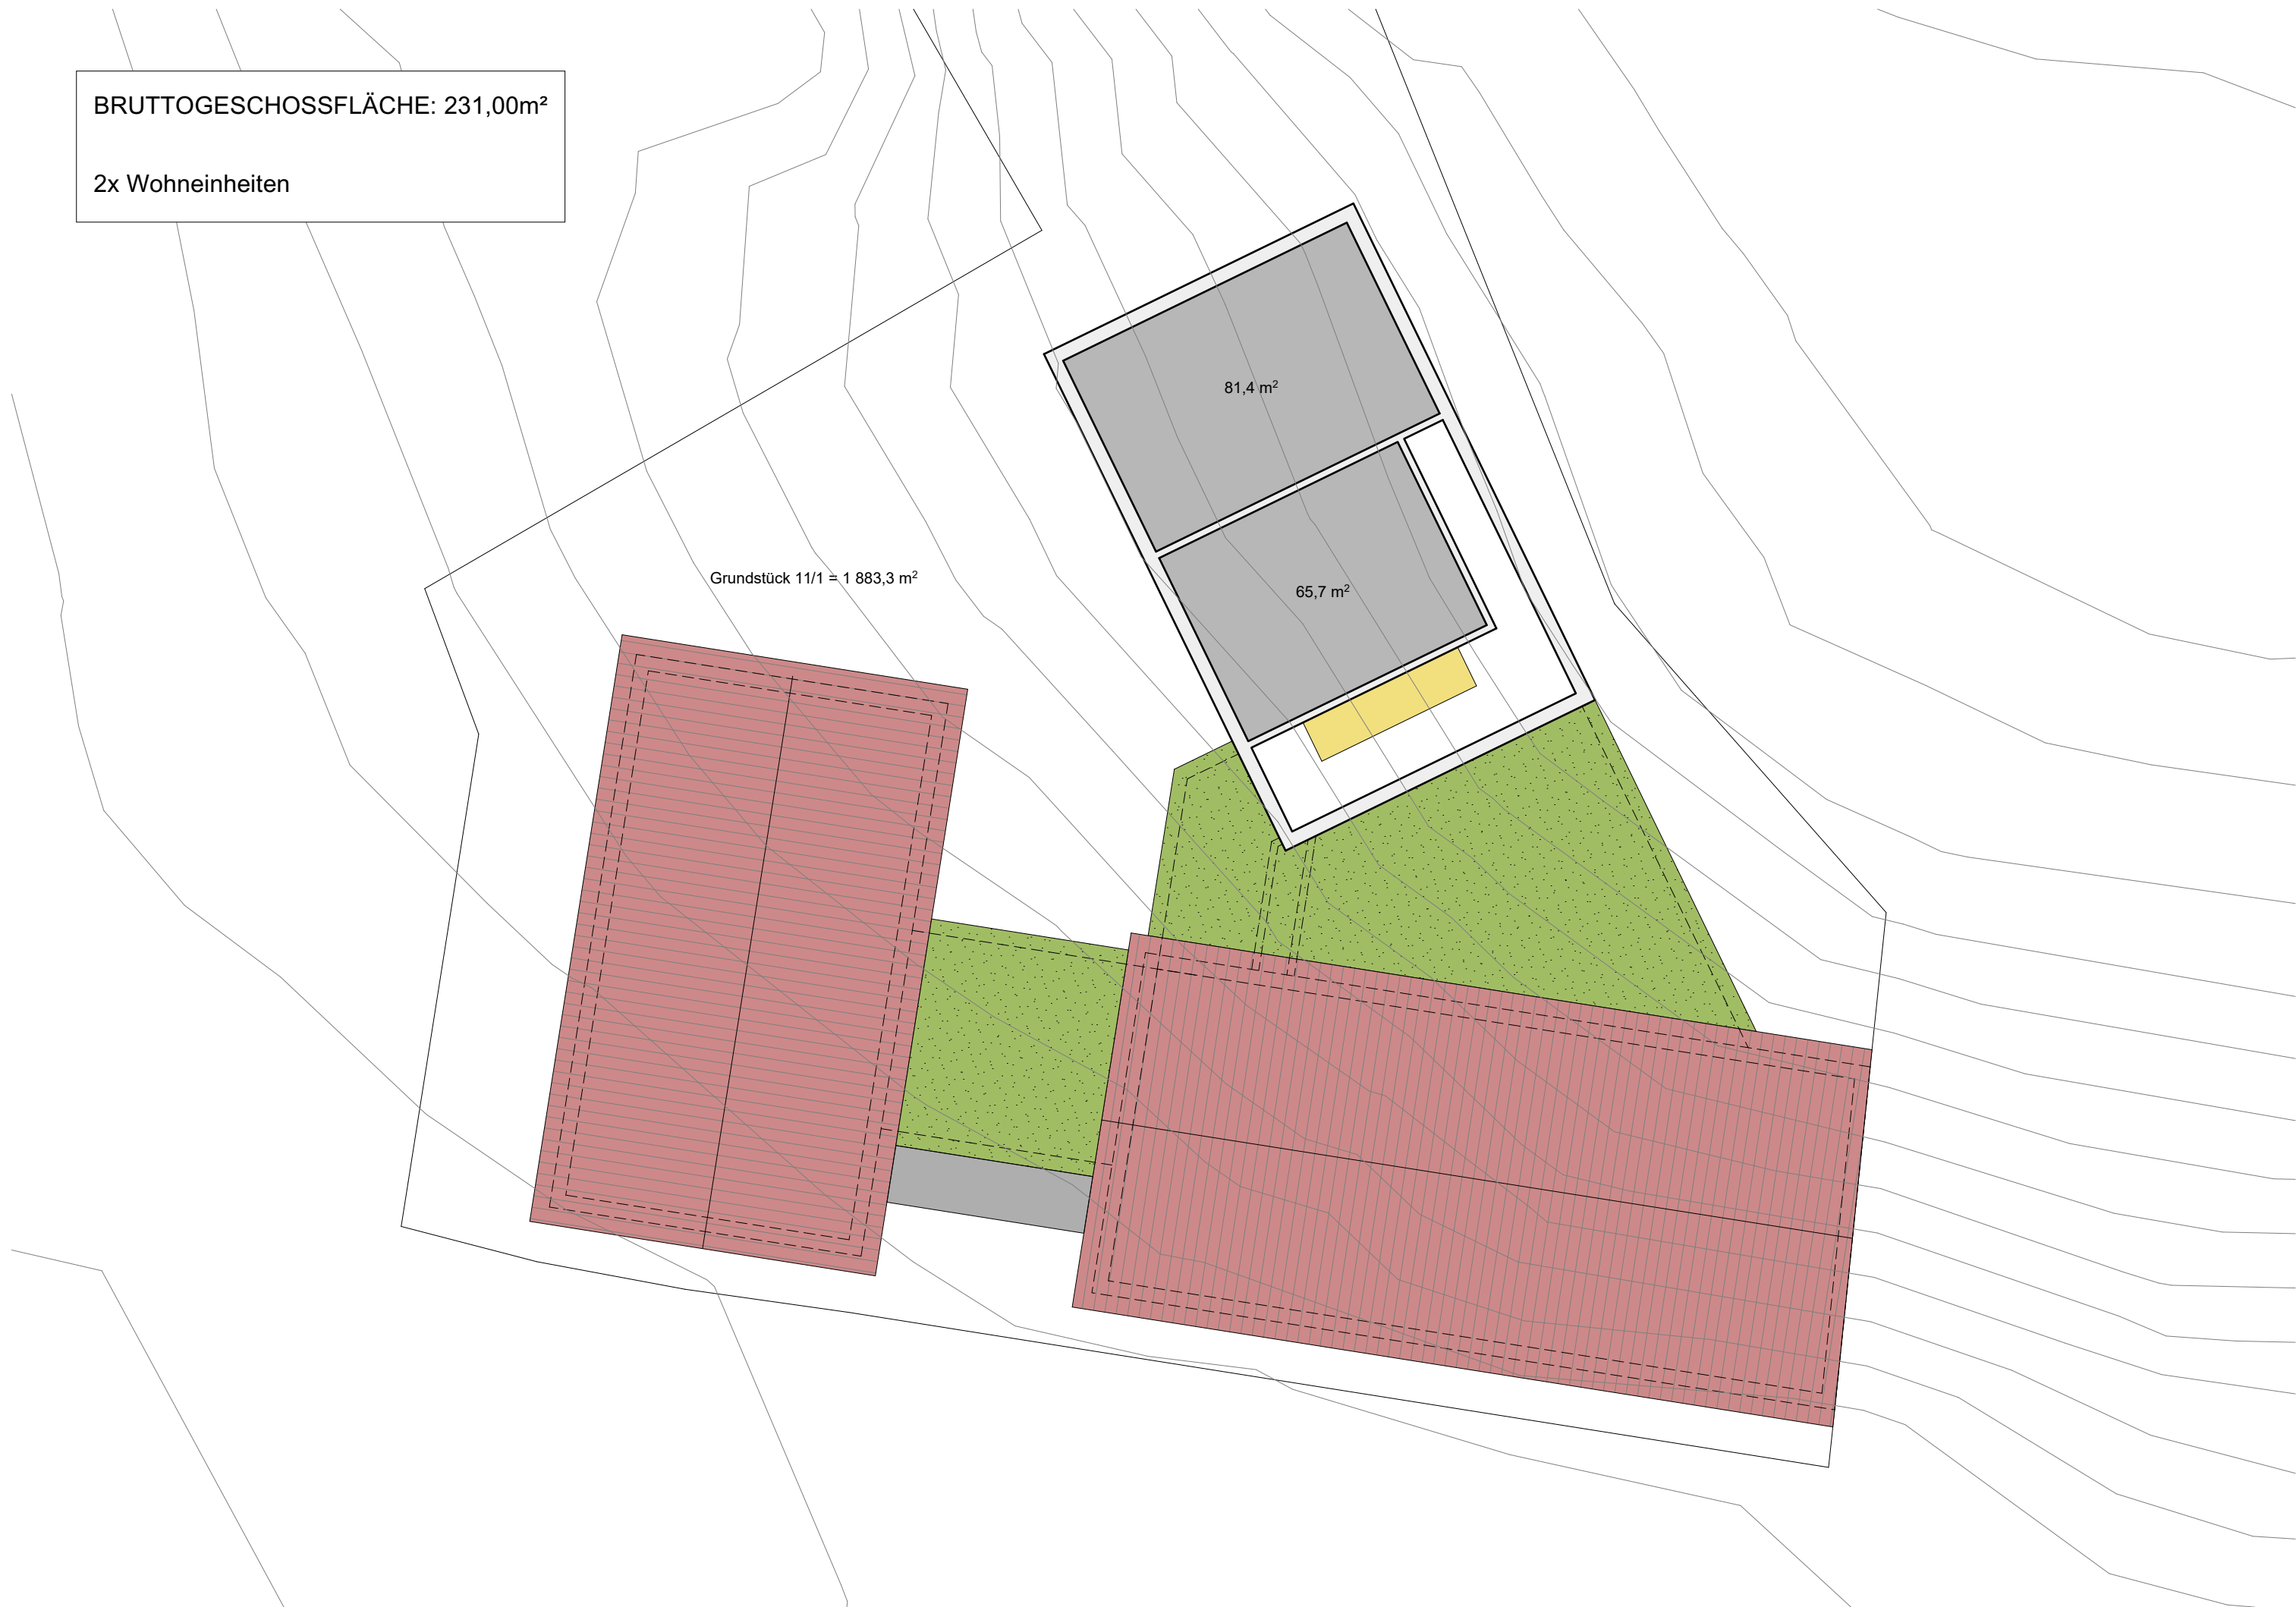 BRUTTOGESCHOSSFLÄCHE: 231,00m²
2x Wohneinheiten
81,4 m²
Grundstück 11/1 = 1 883,3 m²
65,7 m²